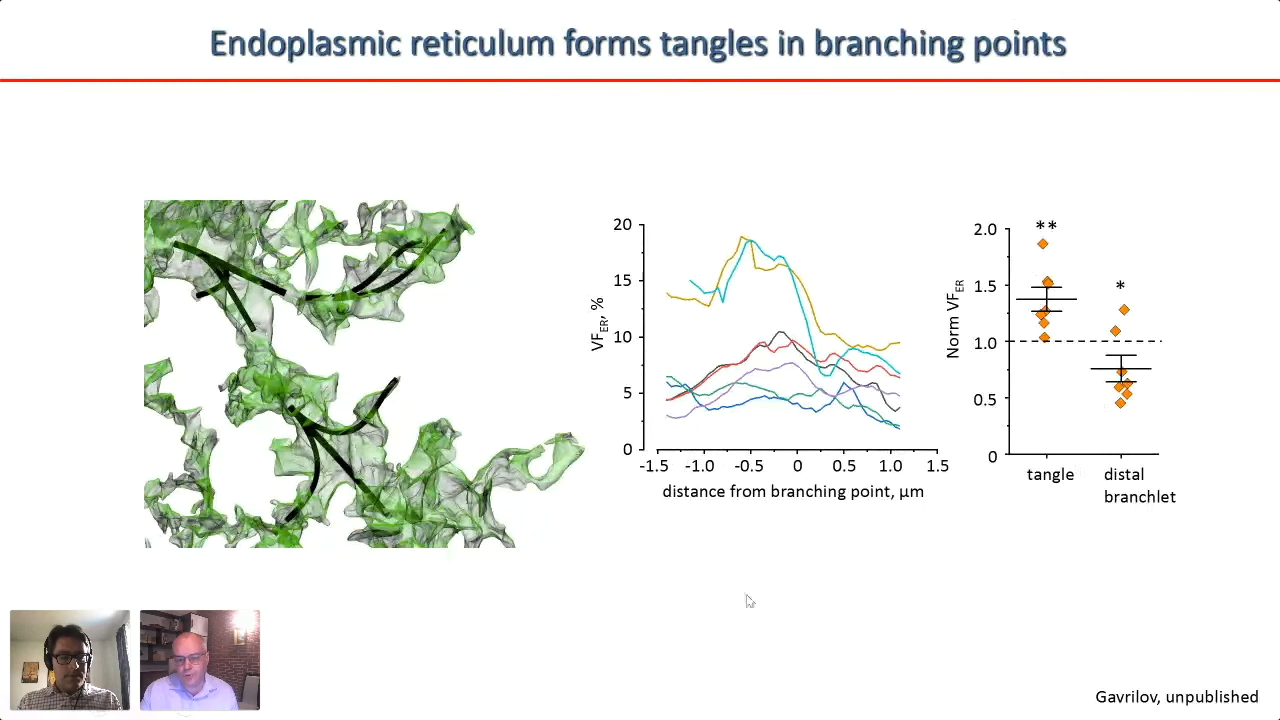 Endoplasmic reticulum forms tangles in branching points
20
15
10
5
0
VF_ER, %
-1.5 -1.0 -0.5 0 0.5 1.0 1.5
distance from branching point, µm
2.0
1.5
1.0
0.5
0
Norm VF_ER
**
*
tangle
distal
branchlet
Gavrilov, unpublished